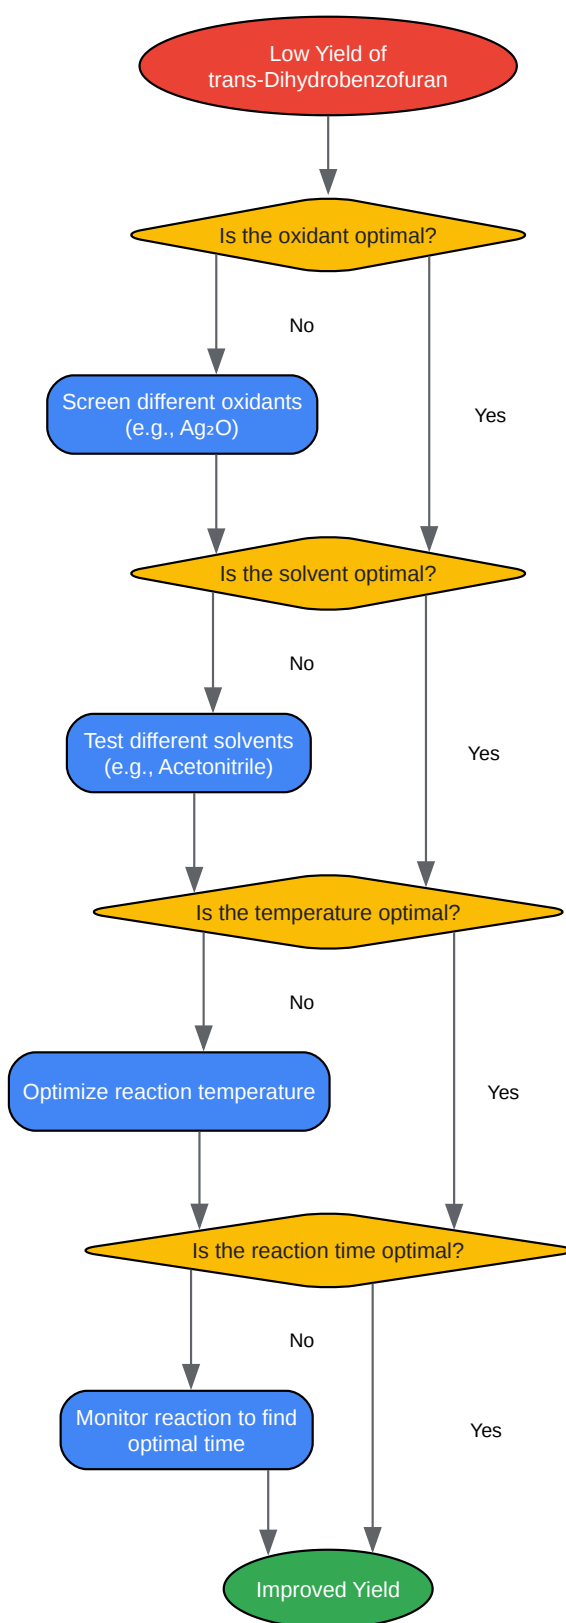 Low Yield of
trans-Dihydrobenzofuran
Is the oxidant optimal?
No
Screen different oxidants
(e.g., Ag₂O)
Yes
Is the solvent optimal?
No
Test different solvents
(e.g., Acetonitrile)
Yes
Is the temperature optimal?
No
Optimize reaction temperature
Yes
Is the reaction time optimal?
No
Monitor reaction to find
optimal time
Yes
Improved Yield